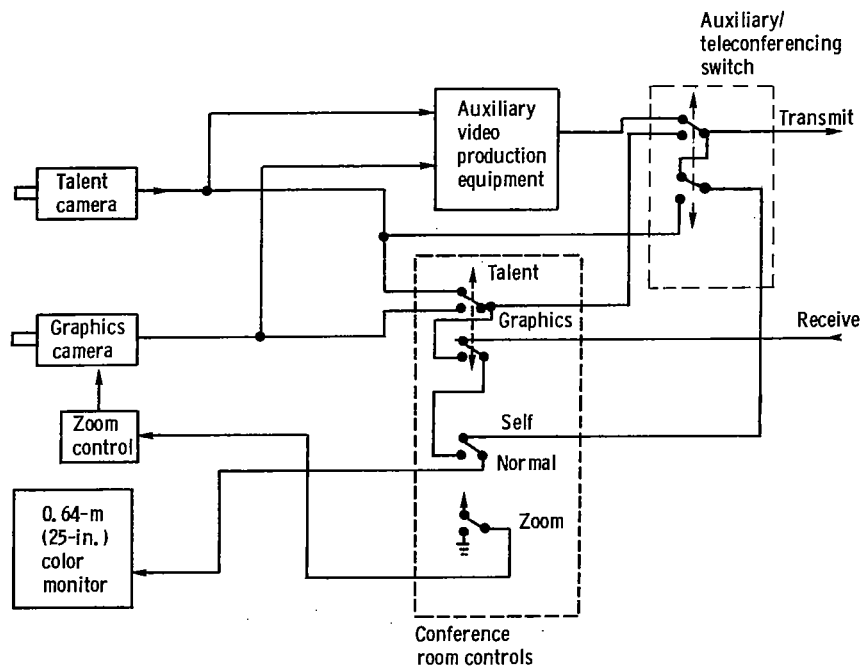 Auxiliary/
teleconferencing
switch
Auxiliary
video
production
equipment
Transmit
Talent
camera
Talent
Graphics
Receive
Graphics
camera
Zoom
control
Self
Normal
0.64-m
(25-in.)
color
monitor
Zoom
Conference
room controls